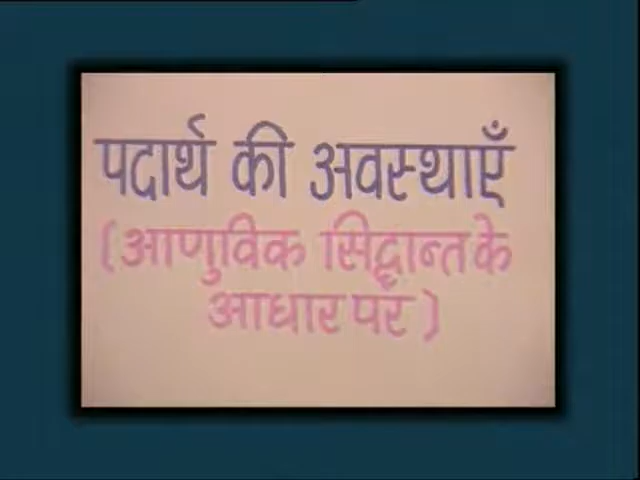 पदार्थ की अवस्थाएँ
(आणुविक सिद्धान्त के
आधार पर)